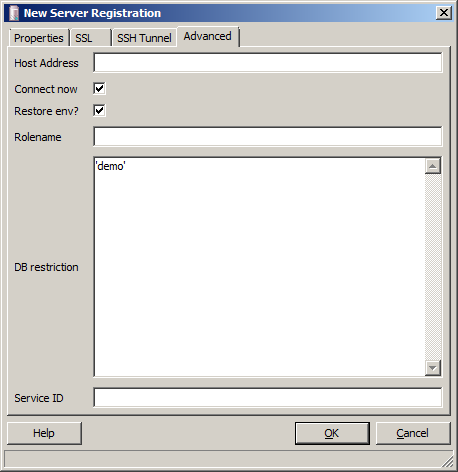 New Server Registration
Properties SSL SSH Tunnel Advanced
Host Address
Connect now
Restore env?
Rolename
'demo'
DB restriction
Service ID
Help OK Cancel